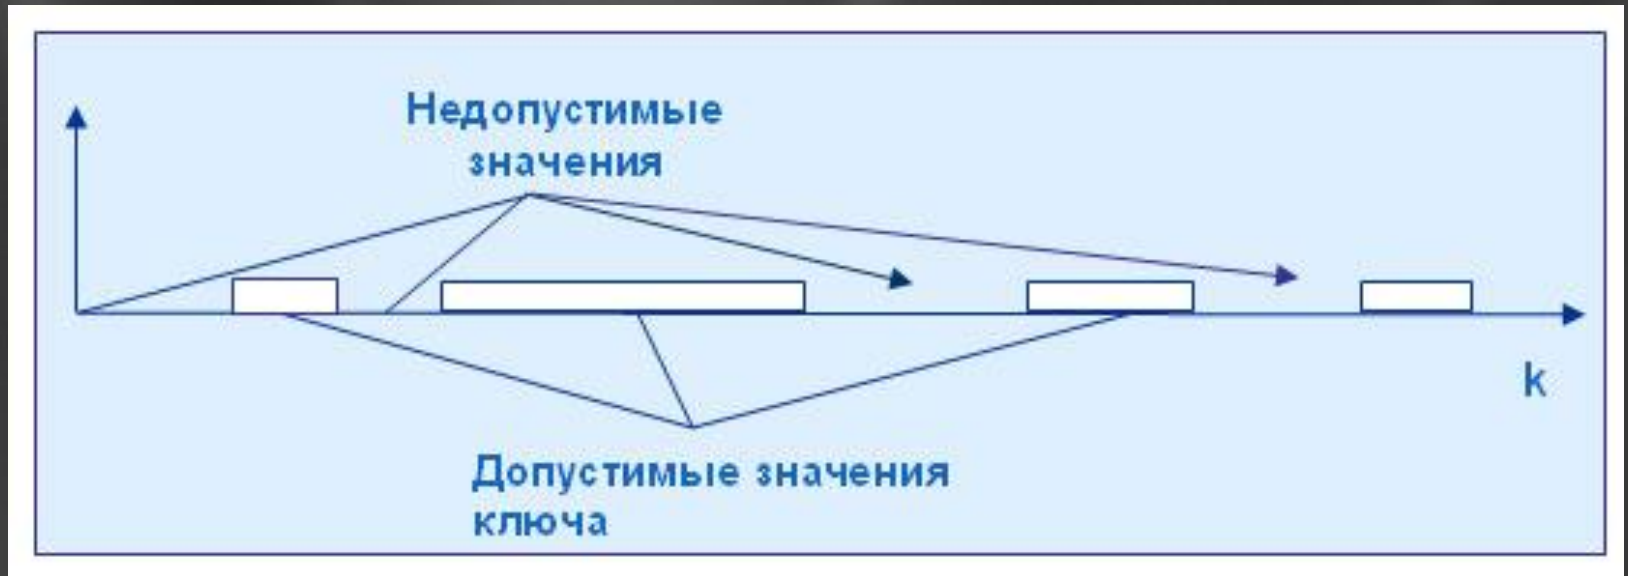 Недопустимые
значения
k
Допустимые значения
ключа